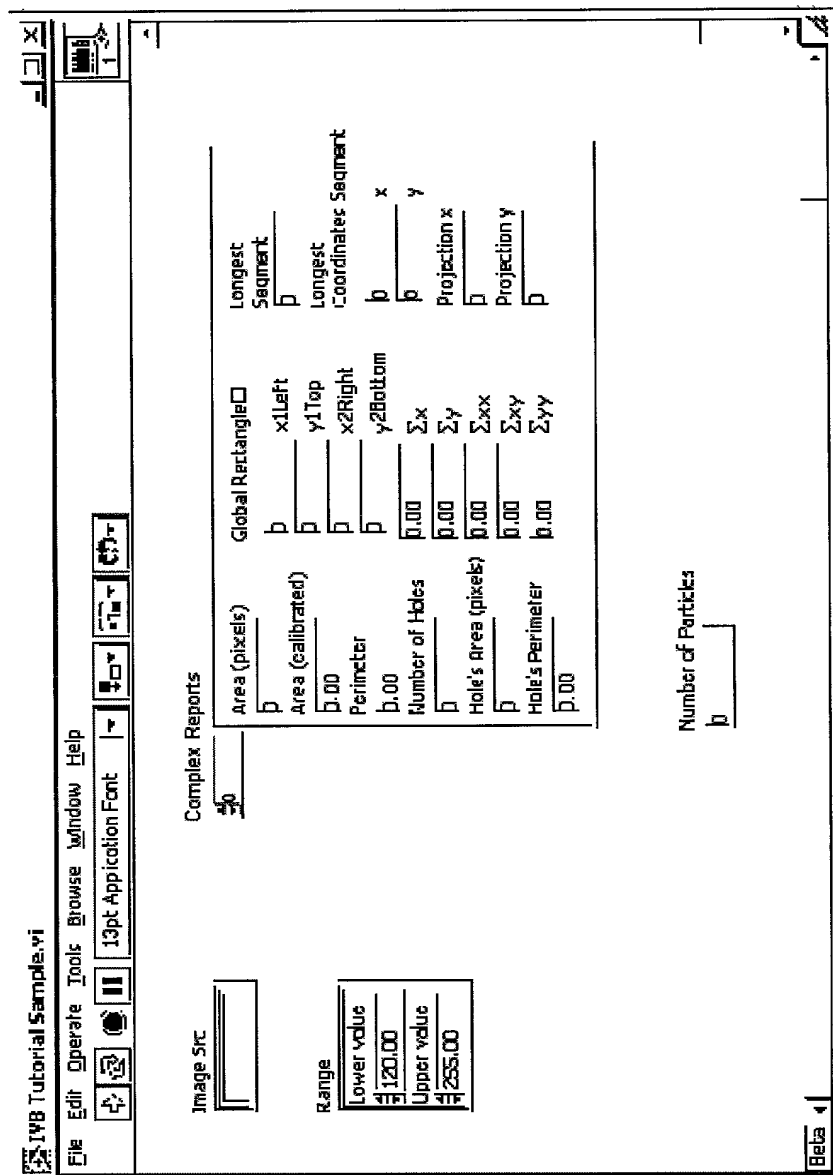 IVB Tutorial Sample.vi
File Edit Operate Tools Browse Window Help
13pt Application Font
1
Image Src
Range
Lower value
120.00
Upper value
255.00
Complex Reports
0
Area (pixels)
0
Area (calibrated)
0.00
Perimeter
0.00
Number of Holes
0
Hole's Area (pixels)
0
Hole's Perimeter
0.00
Global Rectangle
0 x1Left
0 y1Top
0 x2Right
0 y2Bottom
0.00 Σx
0.00 Σy
0.00 Σxx
0.00 Σxy
0.00 Σyy
Longest
Segment
0
Longest
Coordinates Segment
0 x
0 y
Projection x
0
Projection y
0
Number of Particles
0
Beta